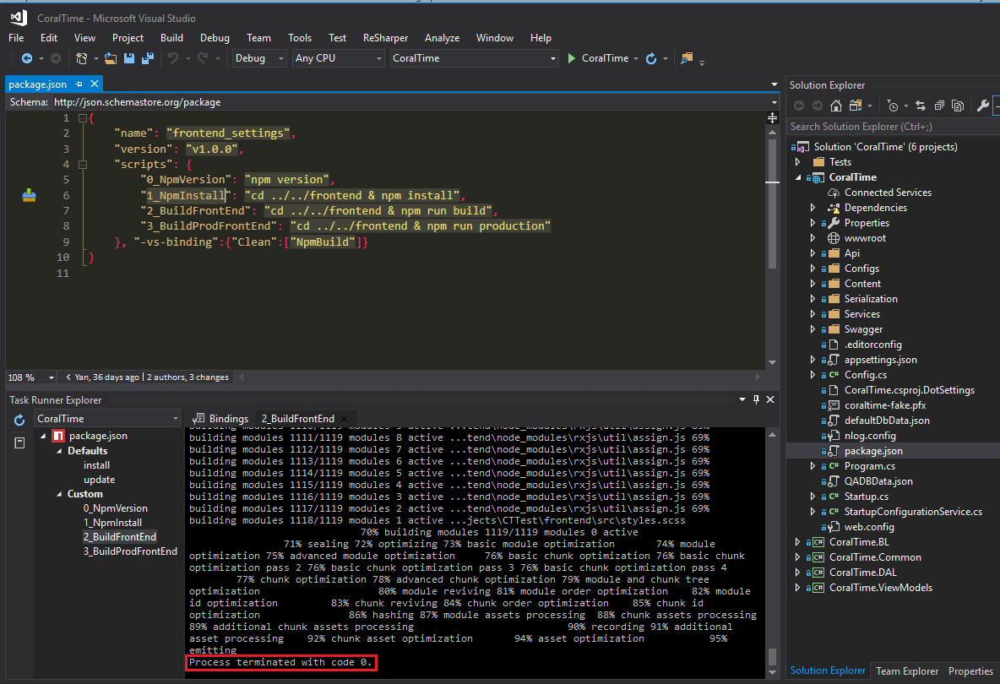 CoralTime - Microsoft Visual Studio
File Edit View Project Build Debug Team Tools Test ReSharper Analyze Window Help
Debug Any CPU CoralTime CoralTime
package.json
Schema: http://json.schemastore.org/package
1 {
2 "name": "frontend_settings",
3 "version": "v1.0.0",
4 "scripts": {
5 "0_NpmVersion": "npm version",
6 "1_NpmInstall": "cd ../../frontend & npm install",
7 "2_BuildFrontEnd": "cd ../../frontend & npm run build",
8 "3_BuildProdFrontEnd": "cd ../../frontend & npm run production"
9 }, "-vs-binding":{"Clean":["NpmBuild"]}
10 }
11
108 % Yan, 36 days ago | 2 authors, 3 changes
Task Runner Explorer
CoralTime
package.json
Defaults
install
update
Custom
0_NpmVersion
1_NpmInstall
2_BuildFrontEnd
3_BuildProdFrontEnd
Bindings 2_BuildFrontEnd
building modules 1111/1119 modules 8 active ...tend\node_modules\rxjs\util\assign.js 69%
building modules 1112/1119 modules 7 active ...tend\node_modules\rxjs\util\assign.js 69%
building modules 1113/1119 modules 6 active ...tend\node_modules\rxjs\util\assign.js 69%
building modules 1114/1119 modules 5 active ...tend\node_modules\rxjs\util\assign.js 69%
building modules 1115/1119 modules 4 active ...tend\node_modules\rxjs\util\assign.js 69%
building modules 1116/1119 modules 3 active ...tend\node_modules\rxjs\util\assign.js 69%
building modules 1117/1119 modules 2 active ...tend\node_modules\rxjs\util\assign.js 69%
building modules 1118/1119 modules 1 active ...jects\CTTest\frontend\src\styles.scss
70% building modules 1119/1119 modules 0 active
71% sealing 72% optimizing 73% basic module optimization 74% module
optimization 75% advanced module optimization 76% basic chunk optimization 76% basic chunk
optimization pass 2 76% basic chunk optimization pass 3 76% basic chunk optimization pass 4
77% chunk optimization 78% advanced chunk optimization 79% module and chunk tree
optimization 80% module reviving 81% module order optimization 82% module
id optimization 83% chunk reviving 84% chunk order optimization 85% chunk id
optimization 86% hashing 87% module assets processing 88% chunk assets processing
89% additional chunk assets processing 90% recording 91% additional
asset processing 92% chunk asset optimization 94% asset optimization 95%
emitting
Process terminated with code 0.
Solution Explorer
Search Solution Explorer (Ctrl+;)
Solution 'CoralTime' (6 projects)
Tests
CoralTime
Connected Services
Dependencies
Properties
wwwroot
Api
Configs
Content
Serialization
Services
Swagger
.editorconfig
appsettings.json
Config.cs
CoralTime.csproj.DotSettings
coraltime-fake.pfx
defaultDbData.json
nlog.config
package.json
Program.cs
QADBData.json
Startup.cs
StartupConfigurationService.cs
web.config
CoralTime.BL
CoralTime.Common
CoralTime.DAL
CoralTime.ViewModels
Solution Explorer Team Explorer Properties